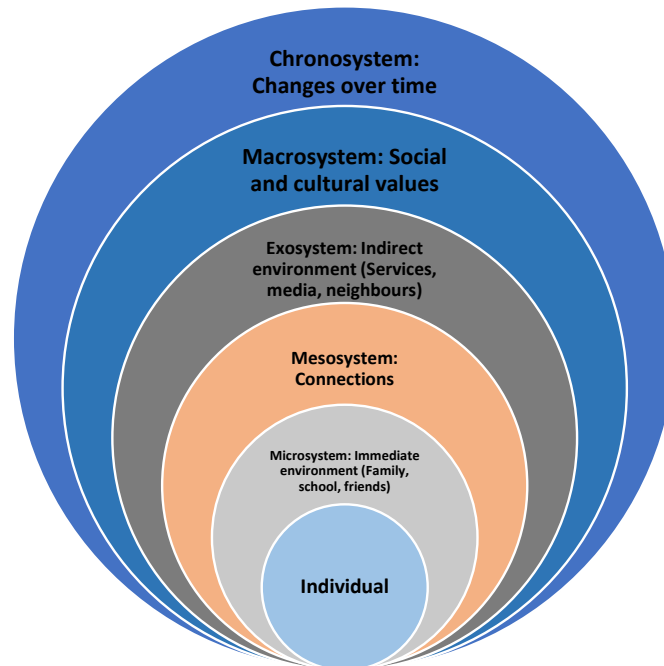 Chronosystem:
Changes over time
Macrosystem: Social
and cultural values
Exosystem: Indirect
environment (Services,
media, neighbours)
Mesosystem:
Connections
Microsystem: Immediate
environment (Family,
school, friends)
Individual